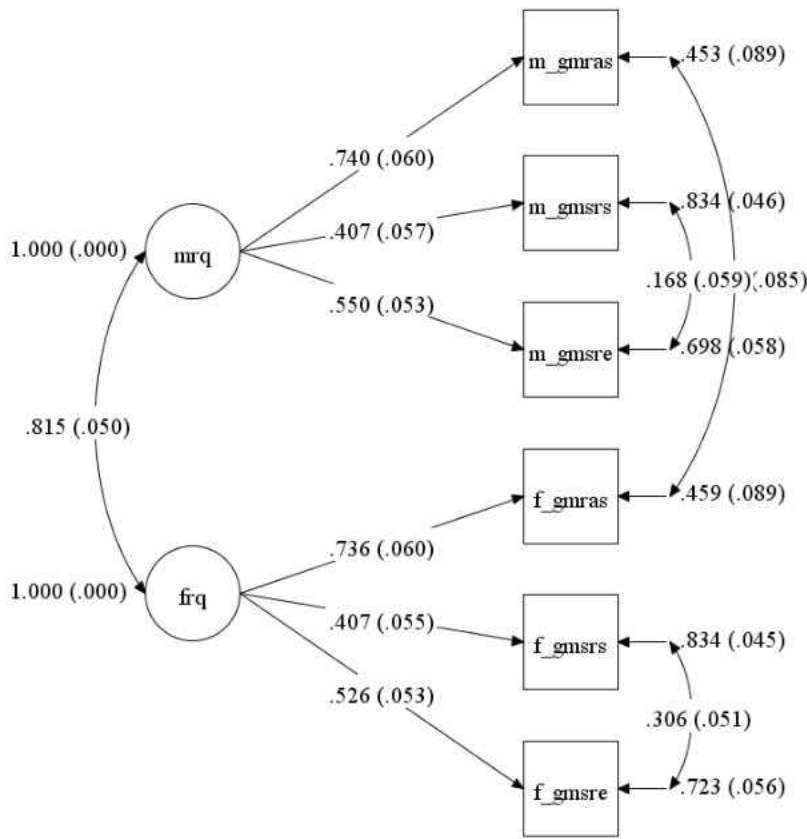 m_gmras
.453 (.089)
.740 (.060)
m_gmsrs
.834 (.046)
1.000 (.000)
mrq
.407 (.057)
.168 (.059)
(.085)
.550 (.053)
m_gmsre
.698 (.058)
.815 (.050)
f_gmras
.459 (.089)
.736 (.060)
1.000 (.000)
frq
.407 (.055)
f_gmsrs
.834 (.045)
.526 (.053)
.306 (.051)
f_gmsre
.723 (.056)